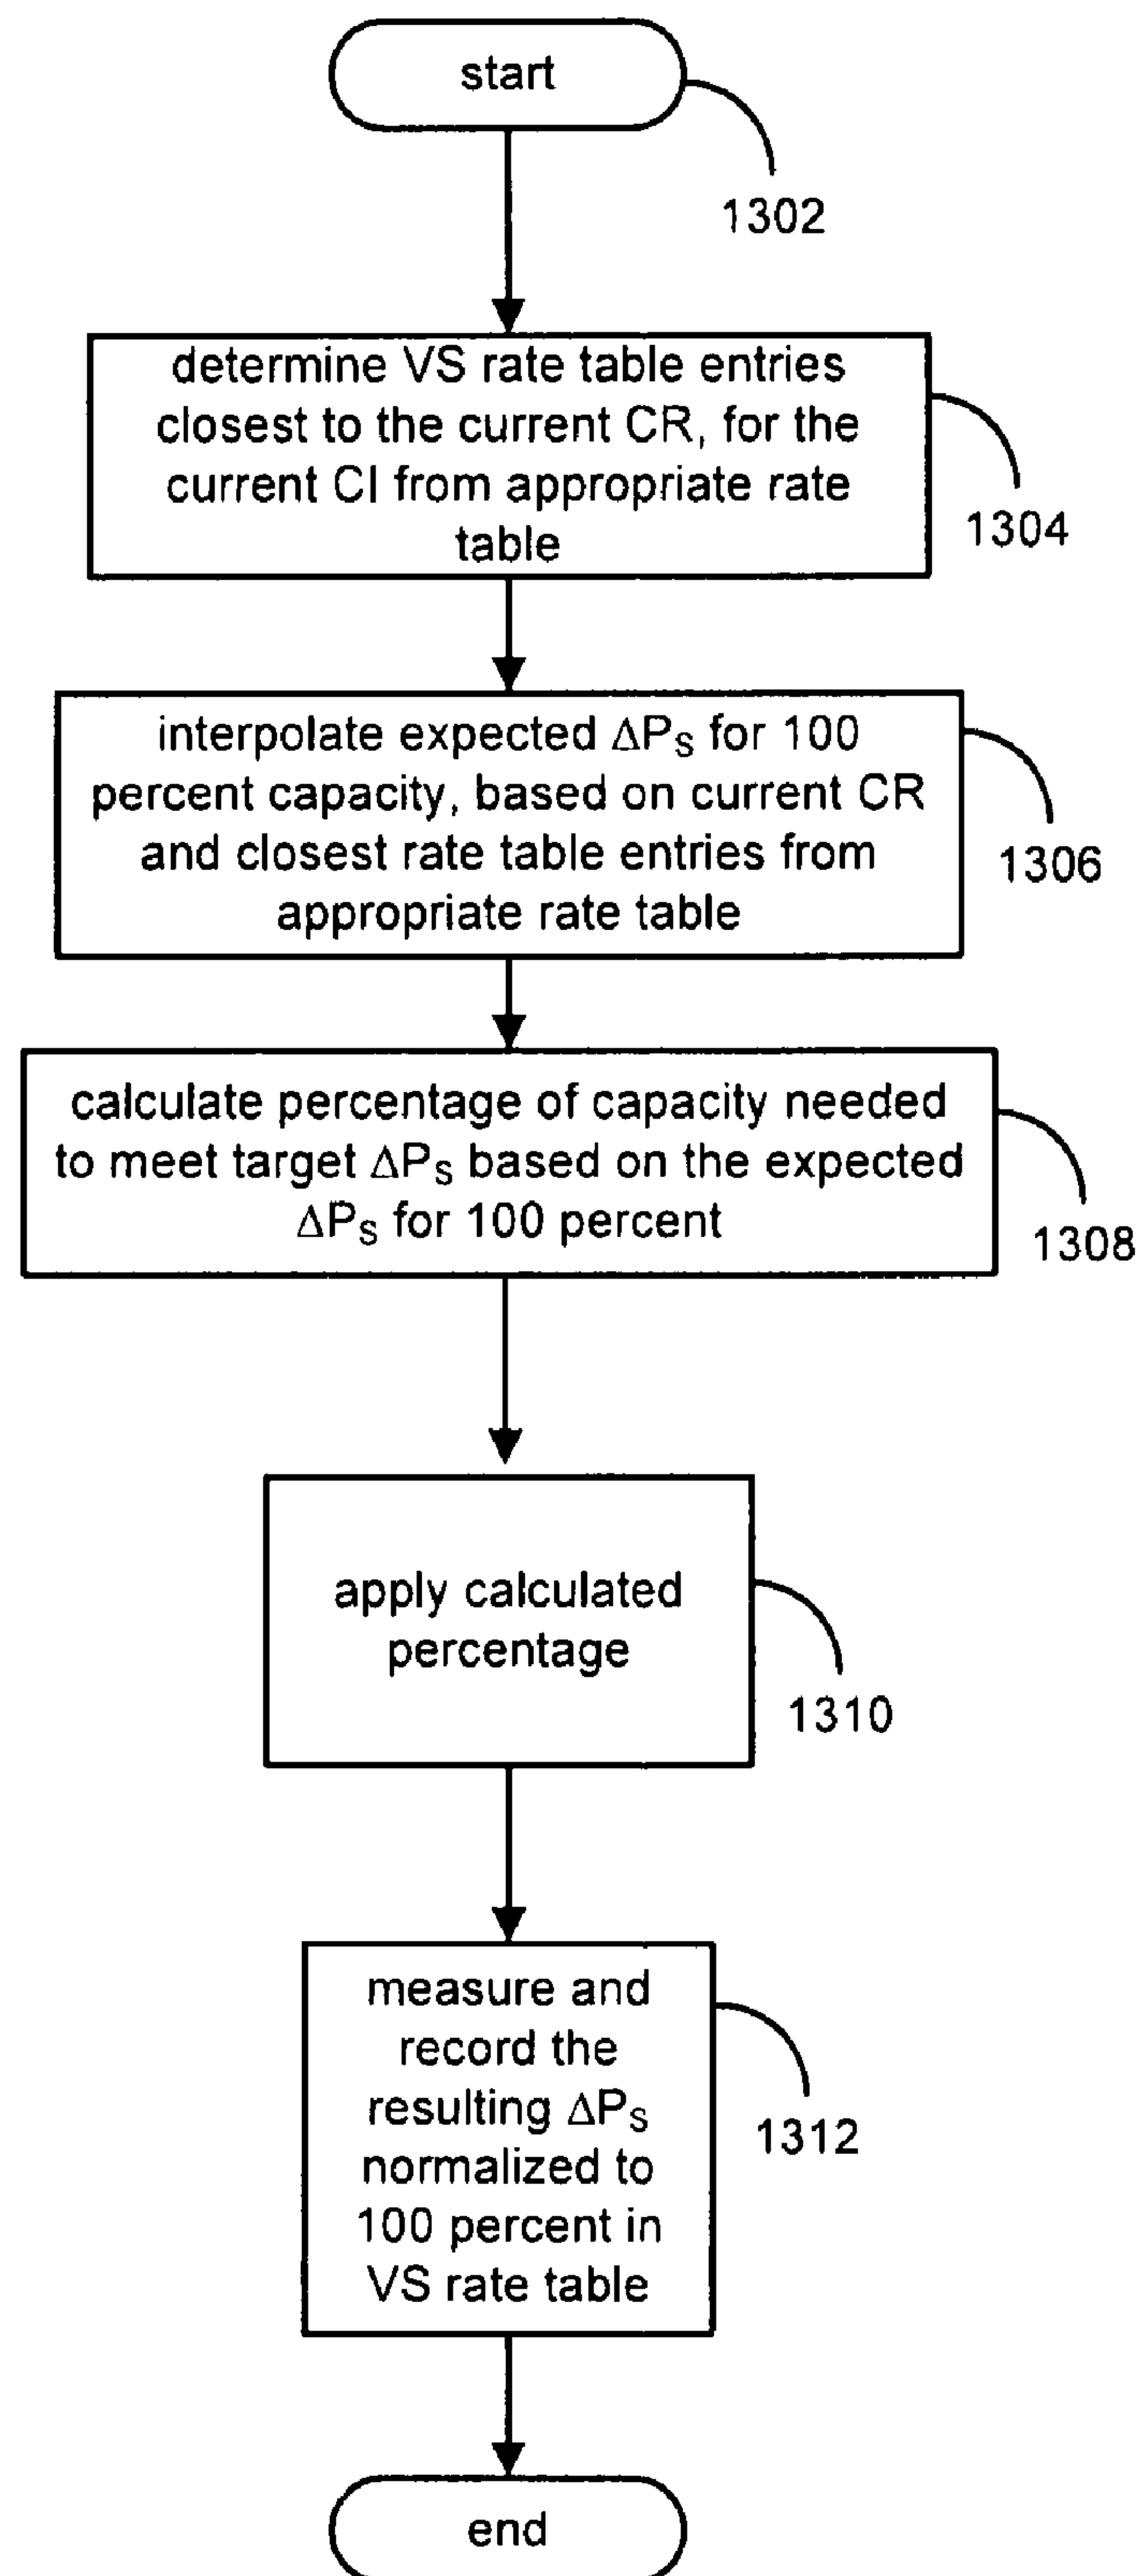 start
1302
determine VS rate table entries
closest to the current CR, for the
current CI from appropriate rate
table
1304
interpolate expected ΔPS for 100
percent capacity, based on current CR
and closest rate table entries from
appropriate rate table
1306
calculate percentage of capacity needed
to meet target ΔPS based on the expected
ΔPS for 100 percent
1308
apply calculated
percentage
1310
measure and
record the
resulting ΔPS
normalized to
100 percent in
VS rate table
1312
end